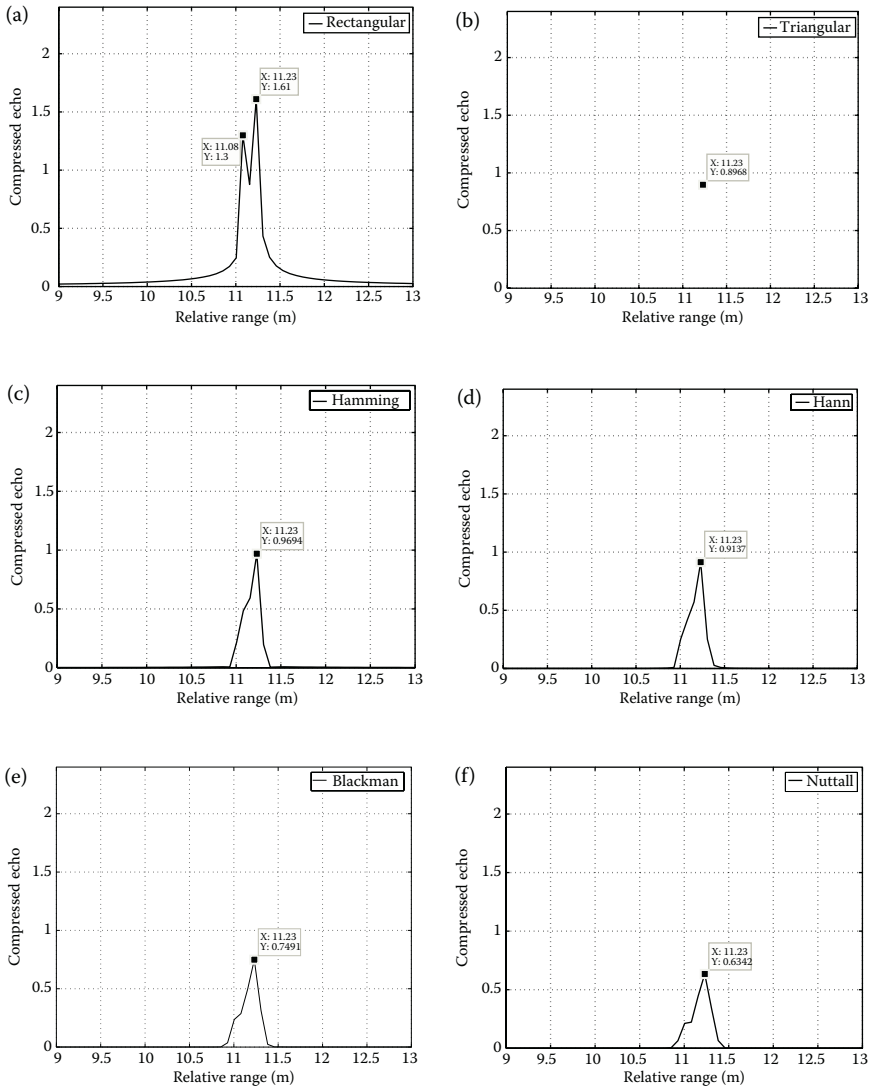 (a)
Rectangular
X: 11.23
Y: 1.61
X: 11.08
Y: 1.3
Compressed echo
2
1.5
1
0.5
0
9 9.5 10 10.5 11 11.5 12 12.5 13
Relative range (m)
(b)
Triangular
X: 11.23
Y: 0.8968
Compressed echo
2
1.5
1
0.5
0
9 9.5 10 10.5 11 11.5 12 12.5 13
Relative range (m)
(c)
Hamming
X: 11.23
Y: 0.9694
Compressed echo
2
1.5
1
0.5
0
9 9.5 10 10.5 11 11.5 12 12.5 13
Relative range (m)
(d)
Hann
X: 11.23
Y: 0.9137
Compressed echo
2
1.5
1
0.5
0
9 9.5 10 10.5 11 11.5 12 12.5 13
Relative range (m)
(e)
Blackman
X: 11.23
Y: 0.7491
Compressed echo
2
1.5
1
0.5
0
9 9.5 10 10.5 11 11.5 12 12.5 13
Relative range (m)
(f)
Nuttall
X: 11.23
Y: 0.6342
Compressed echo
2
1.5
1
0.5
0
9 9.5 10 10.5 11 11.5 12 12.5 13
Relative range (m)